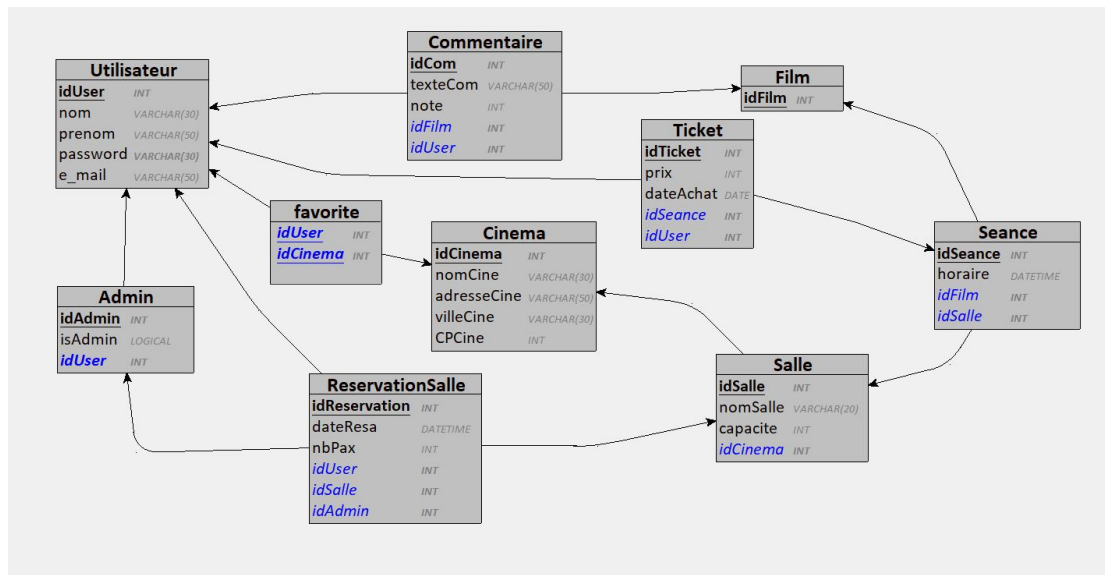 Utilisateur
idUser INT
nom VARCHAR(30)
prenom VARCHAR(50)
password VARCHAR(30)
e_mail VARCHAR(50)
Commentaire
idCom INT
texteCom VARCHAR(50)
note INT
idFilm INT
idUser INT
Film
idFilm INT
Ticket
idTicket INT
prix INT
dateAchat DATE
idSeance INT
idUser INT
favorite
idUser INT
idCinema INT
Cinema
idCinema INT
nomCine VARCHAR(30)
adresseCine VARCHAR(50)
villeCine VARCHAR(30)
CPCine INT
Seance
idSeance INT
horaire DATETIME
idFilm INT
idSalle INT
Admin
idAdmin INT
isAdmin LOGICAL
idUser INT
ReservationSalle
idReservation INT
dateResa DATETIME
nbPax INT
idUser INT
idSalle INT
idAdmin INT
Salle
idSalle INT
nomSalle VARCHAR(20)
capacite INT
idCinema INT